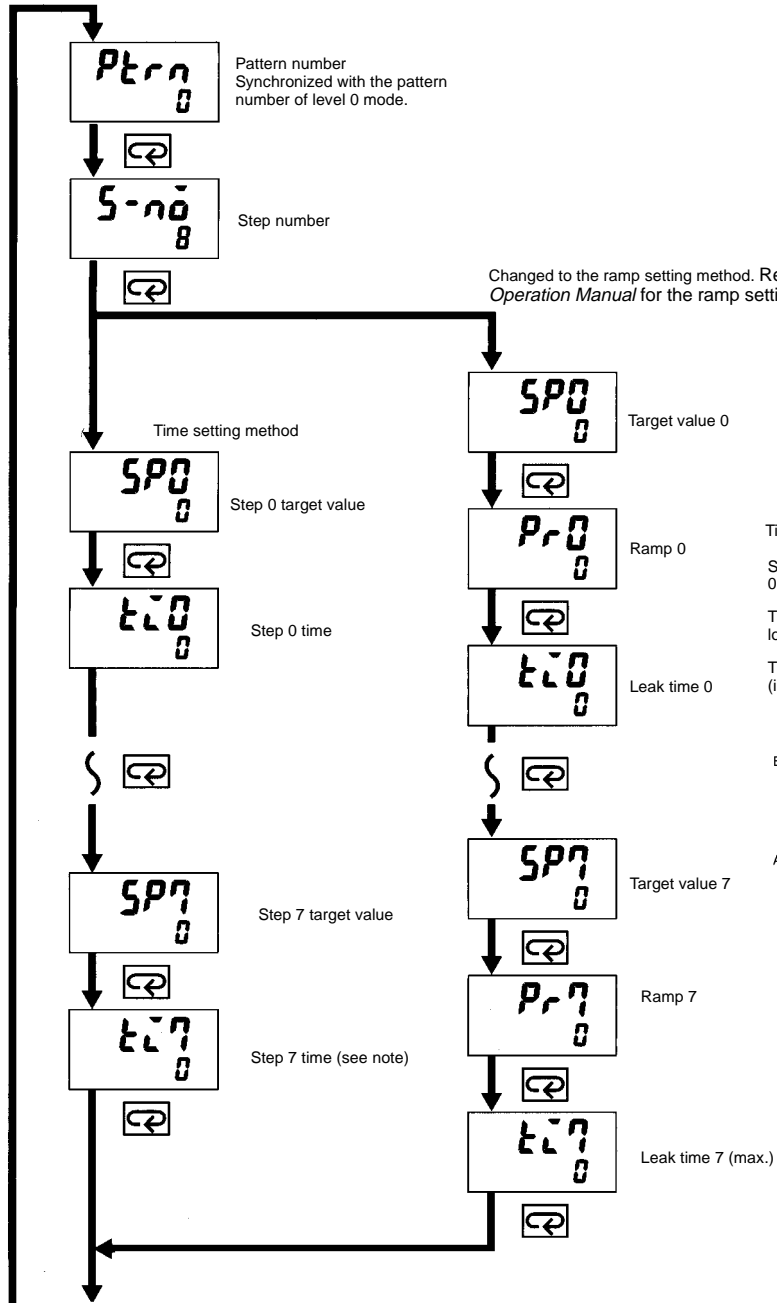 Ptrn
0
Pattern number
Synchronized with the pattern
number of level 0 mode.
S-no
8
Step number
Changed to the ramp setting method. Re
Operation Manual for the ramp setti
Time setting method
SP0
0
Step 0 target value
ti0
0
Step 0 time
SP7
0
Step 7 target value
ti7
0
Step 7 time (see note)
SP0
0
Target value 0
Pr0
0
Ramp 0
ti0
0
Leak time 0
SP7
0
Target value 7
Pr7
0
Ramp 7
ti7
0
Leak time 7 (max.)
Ti
S
0
T
lo
T
(i
E
A